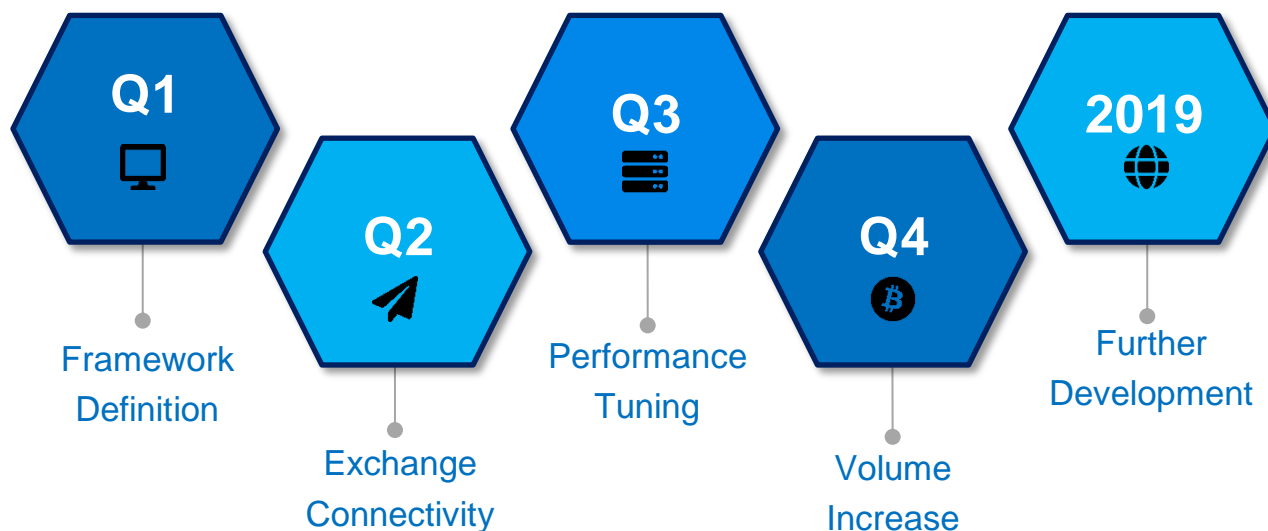 Q1
Framework
Definition
Q2
Exchange
Connectivity
Q3
Performance
Tuning
Q4
Volume
Increase
2019
Further
Development